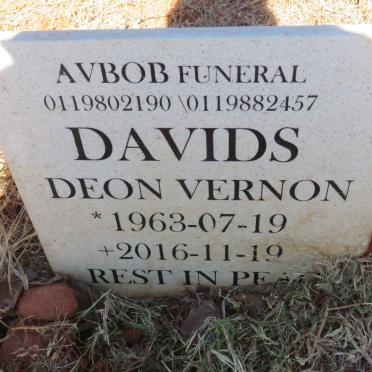 AVBOB FUNERAL
0119802190 \0119882457
DAVIDS
DEON VERNON
*1963-07-19
+2016-11-19
REST IN